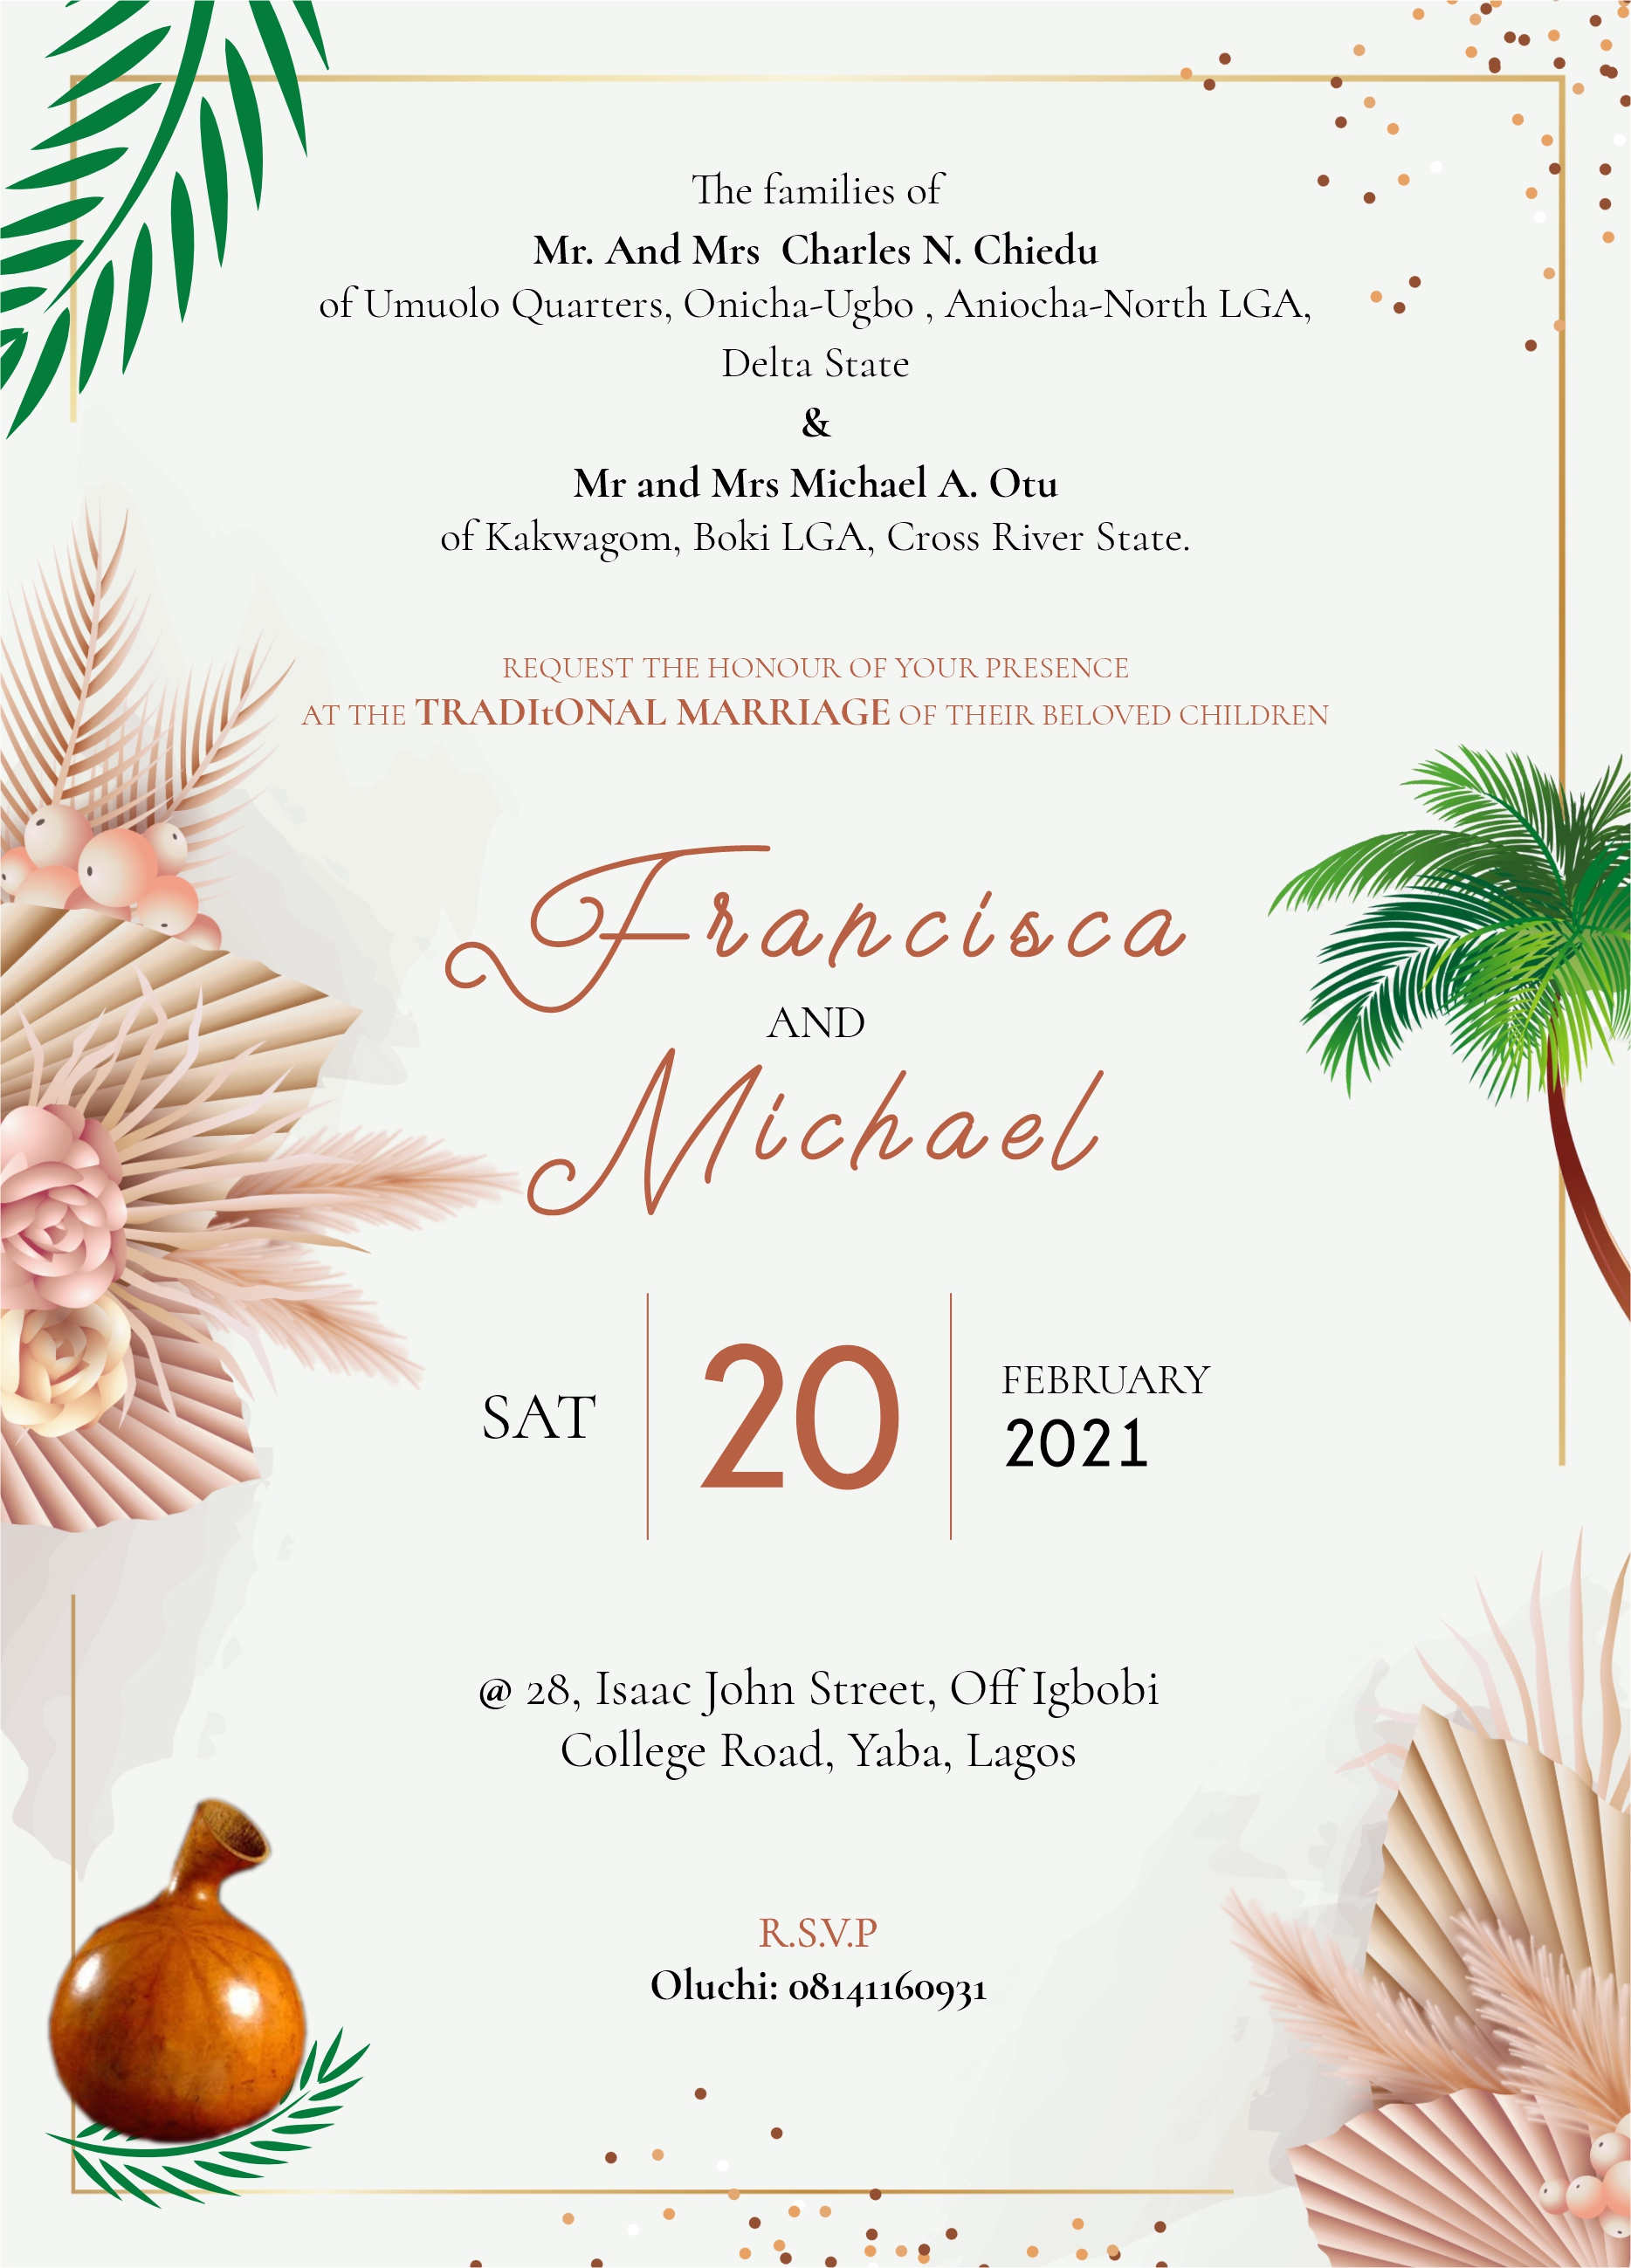 The families of
Mr. And Mrs  Charles N. Chiedu
of Umuolo Quarters, Onicha-Ugbo , Aniocha-North LGA,
Delta State
&
Mr and Mrs Michael A. Otu
of Kakwagom, Boki LGA, Cross River State.
REQUEST THE HONOUR OF YOUR PRESENCE
AT THE TRADItONAL MARRIAGE OF THEIR BELOVED CHILDREN
Francisca
AND
Michael
SAT
20
FEBRUARY
2021
@ 28, Isaac John Street, Off Igbobi
College Road, Yaba, Lagos
R.S.V.P
Oluchi: 08141160931